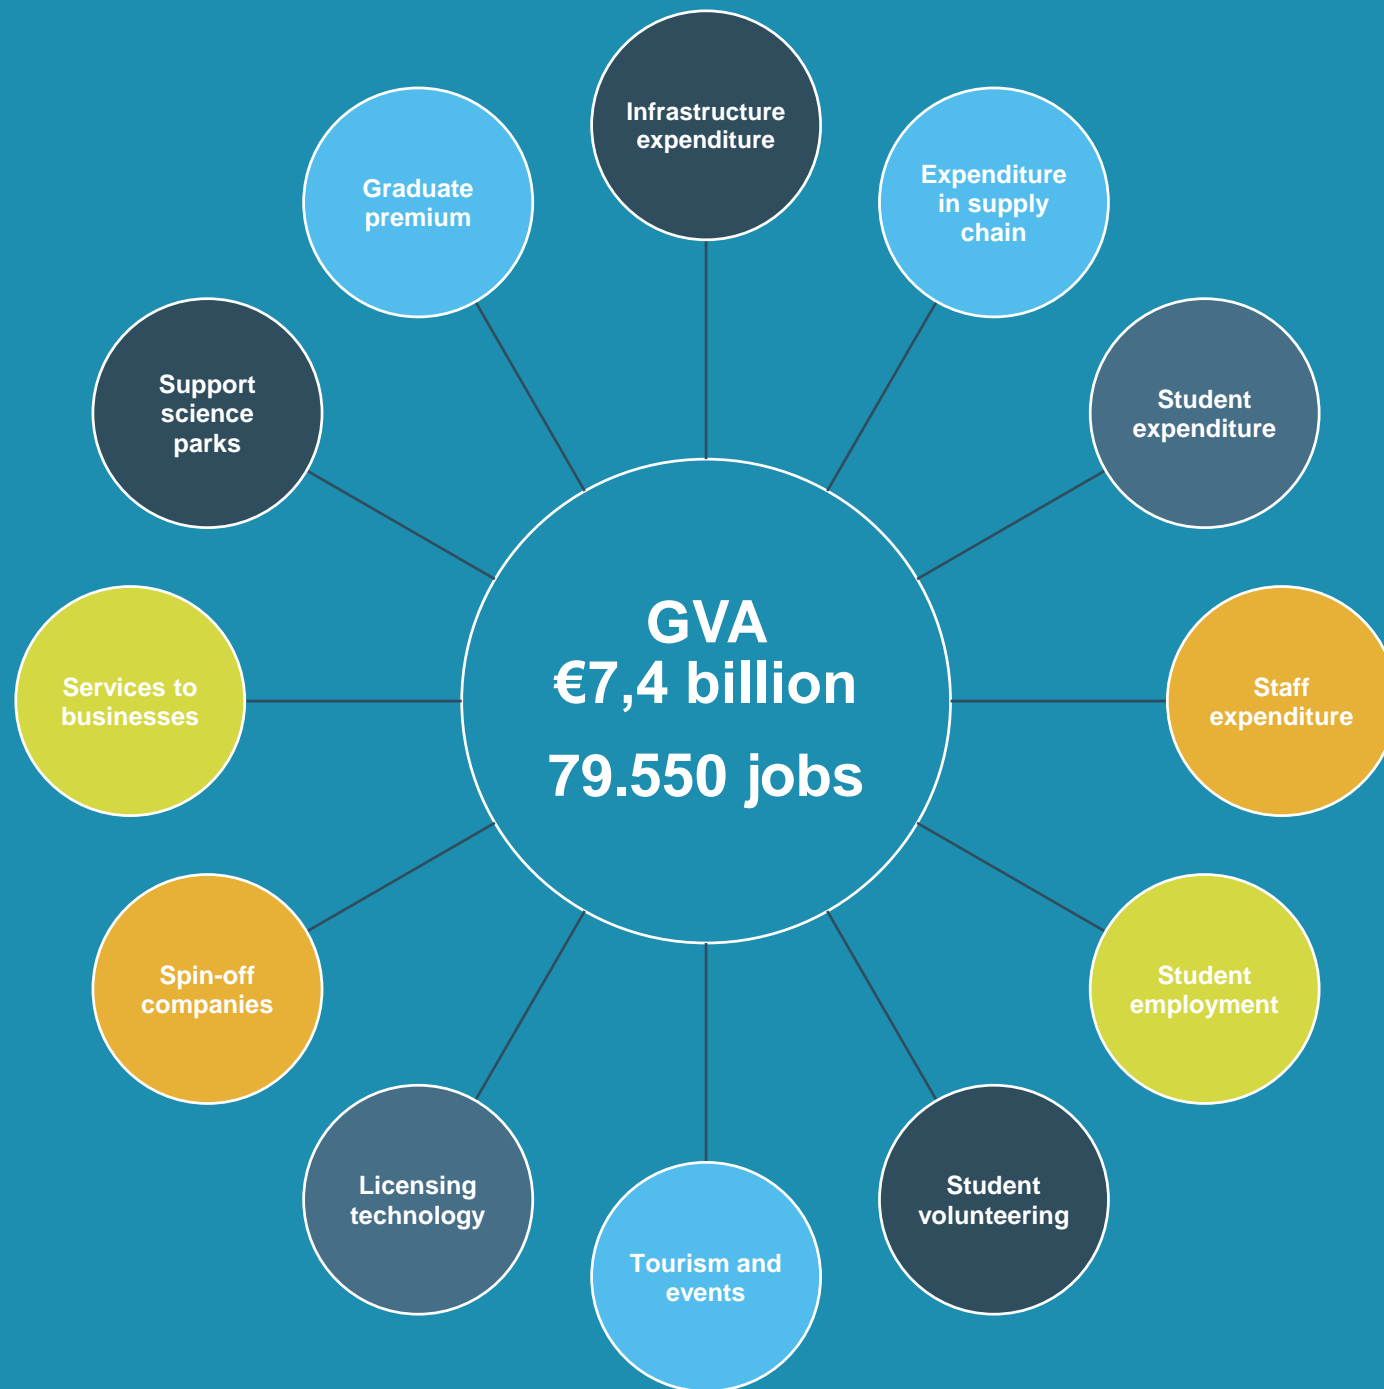 Infrastructure
expenditure
Expenditure
in supply
chain
Student
expenditure
Staff
expenditure
Student
employment
Student
volunteering
Tourism and
events
Licensing
technology
Spin-off
companies
Services to
businesses
Support
science
parks
Graduate
premium
GVA
€7,4 billion
79.550 jobs